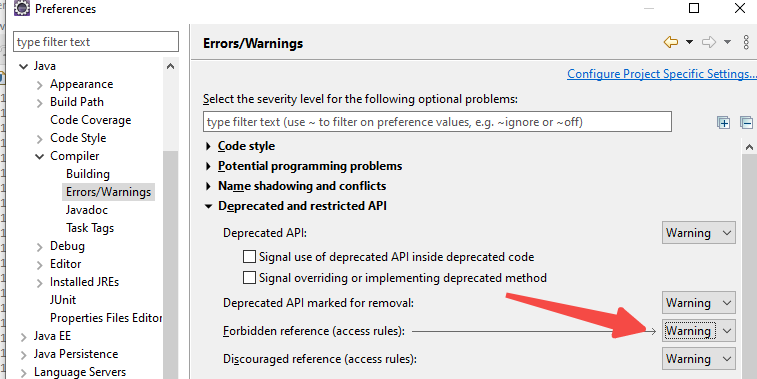 Preferences
type filter text
Java
Appearance
Build Path
Code Coverage
Code Style
Compiler
Building
Errors/Warnings
Javadoc
Task Tags
Debug
Editor
Installed JREs
JUnit
Properties Files Editor
Java EE
Java Persistence
Language Servers
Errors/Warnings
Configure Project Specific Settings...
Select the severity level for the following optional problems:
type filter text (use ~ to filter on preference values, e.g. ~ignore or ~off)
Code style
Potential programming problems
Name shadowing and conflicts
Deprecated and restricted API
Deprecated API: Warning
Signal use of deprecated API inside deprecated code
Signal overriding or implementing deprecated method
Deprecated API marked for removal: Warning
Forbidden reference (access rules): Warning
Discouraged reference (access rules): Warning